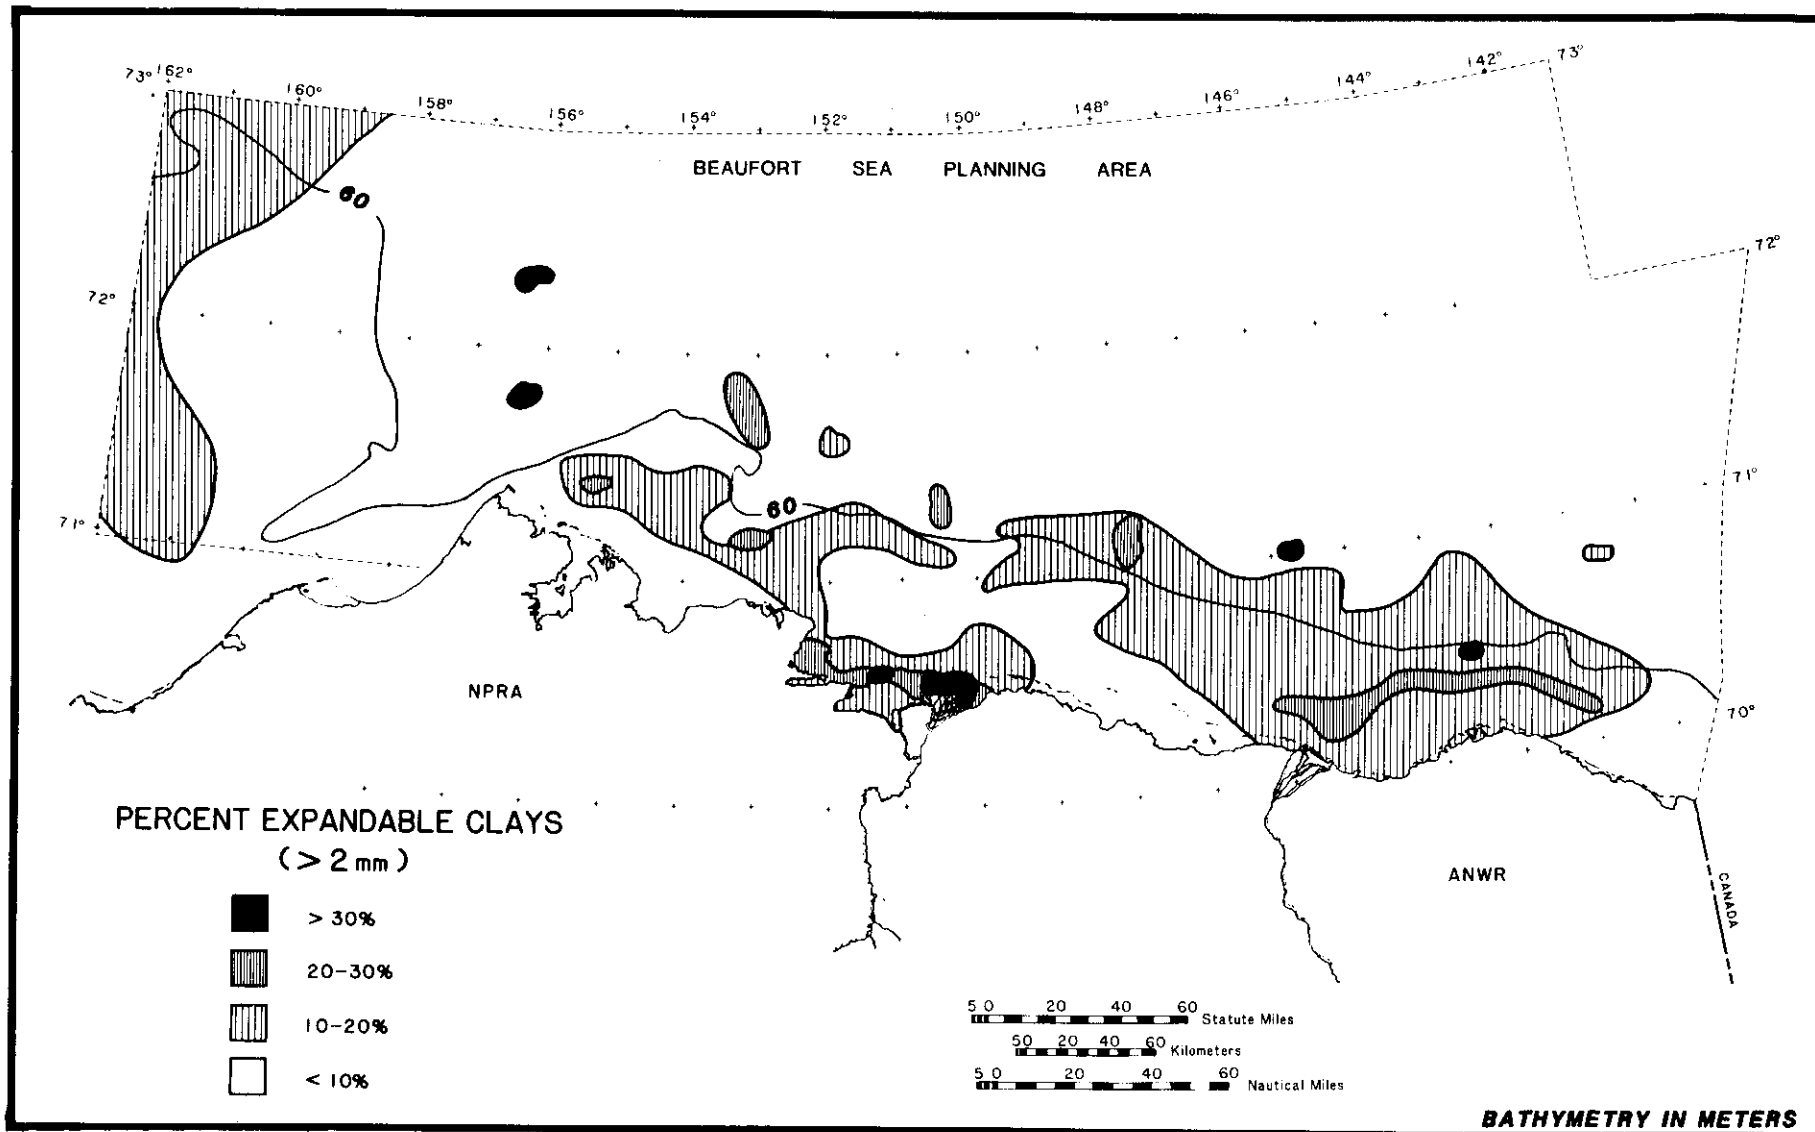 73° 162° 160° 158° 156° 154° 152° 150° 148° 146° 144° 142° 73°
BEAUFORT SEA PLANNING AREA
60
72°
72°
71°
60
71°
NPRA
70°
PERCENT EXPANDABLE CLAYS
(>2mm)
> 30%
20-30%
10-20%
< 10%
ANWR
CANADA
5 0 20 40 60 Statute Miles
50 20 40 60 Kilometers
5 0 20 40 60 Nautical Miles
BATHYMETRY IN METERS